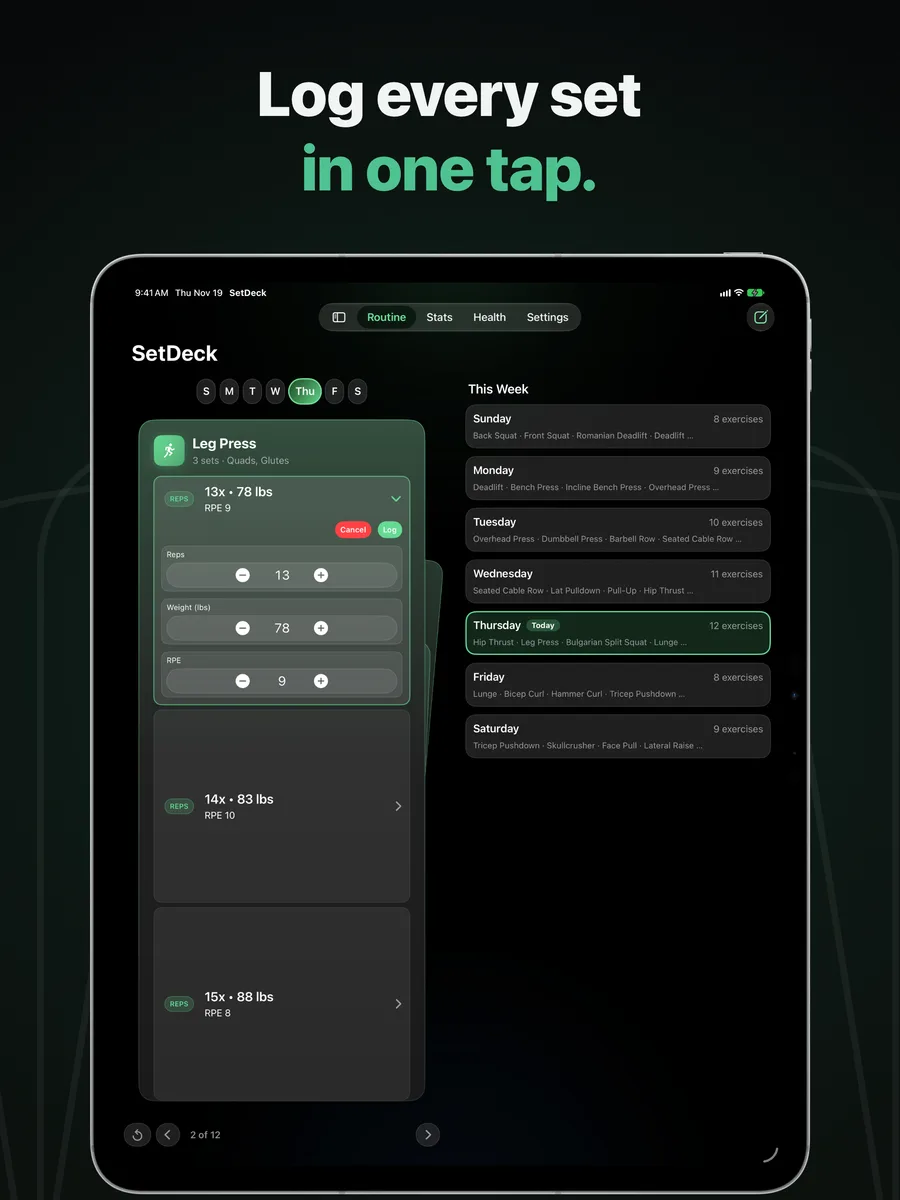 Log every set
in one tap.
9:41 AM Thu Nov 19 SetDeck
Routine Stats Health Settings
SetDeck
S M T W Thu F S
Leg Press
3 sets · Quads, Glutes
REPS
13x • 78 lbs
RPE 9
Cancel Log
Reps
13
Weight (lbs)
78
RPE
9
REPS
14x • 83 lbs
RPE 10
REPS
15x • 88 lbs
RPE 8
2 of 12
This Week
Sunday 8 exercises
Back Squat · Front Squat · Romanian Deadlift · Deadlift ...
Monday 9 exercises
Deadlift · Bench Press · Incline Bench Press · Overhead Press ...
Tuesday 10 exercises
Overhead Press · Dumbbell Press · Barbell Row · Seated Cable Row ...
Wednesday 11 exercises
Seated Cable Row · Lat Pulldown · Pull-Up · Hip Thrust ...
Thursday Today 12 exercises
Hip Thrust · Leg Press · Bulgarian Split Squat · Lunge ...
Friday 8 exercises
Lunge · Bicep Curl · Hammer Curl · Tricep Pushdown ...
Saturday 9 exercises
Tricep Pushdown · Skullcrusher · Face Pull · Lateral Raise ...